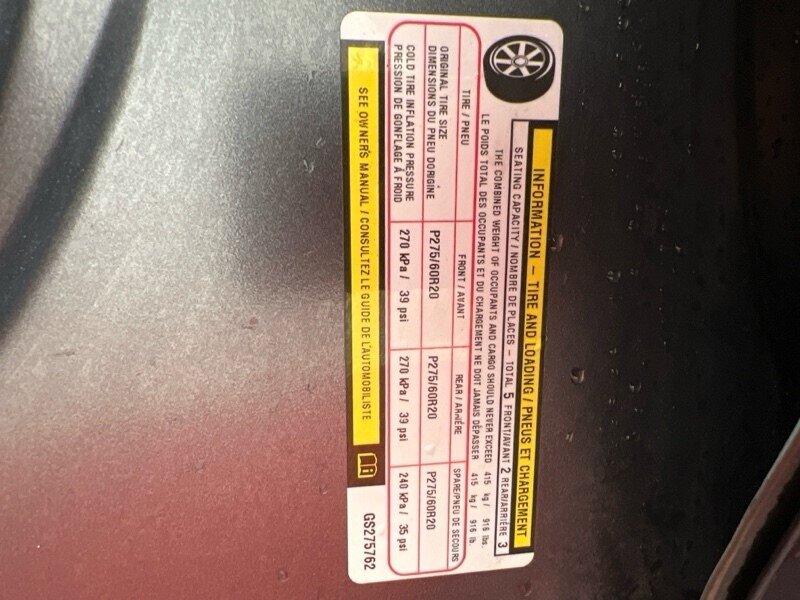 INFORMATION – TIRE AND LOADING / PNEUS ET CHARGEMENT
SEATING CAPACITY / NOMBRE DE PLACES – TOTAL 5 FRONT/AVANT 2 REAR/ARRIÈRE 3
THE COMBINED WEIGHT OF OCCUPANTS AND CARGO SHOULD NEVER EXCEED 415 kg / 916 lbs.
LE POIDS TOTAL DES OCCUPANTS ET DU CHARGEMENT NE DOIT JAMAIS DÉPASSER 415 kg / 916 lb.
TIRE / PNEU FRONT / AVANT REAR / ARRIÈRE SPARE/PNEU DE SECOURS
ORIGINAL TIRE SIZE
DIMENSIONS DU PNEU DORIGINE P275/60R20 P275/60R20 P275/60R20
COLD TIRE INFLATION PRESSURE
PRESSION DE GONFLAGE À FROID 270 kPa / 39 psi 270 kPa / 39 psi 240 kPa / 35 psi
SEE OWNER'S MANUAL / CONSULTEZ LE GUIDE DE L'AUTOMOBILISTE
GS275762